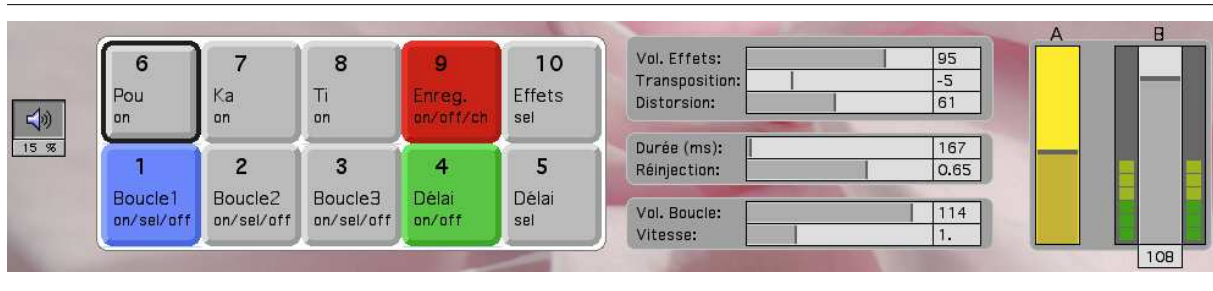 15 %
6
Pou
on
7
Ka
on
8
Ti
on
9
Enreg.
on/off/ch
10
Effets
sel
1
Boucle1
on/sel/off
2
Boucle2
on/sel/off
3
Boucle3
on/sel/off
4
Délai
on/off
5
Délai
sel
Vol. Effets: 95
Transposition: -5
Distorsion: 61
Durée (ms): 167
Réinjection: 0.65
Vol. Boucle: 114
Vitesse: 1.
A
B
108